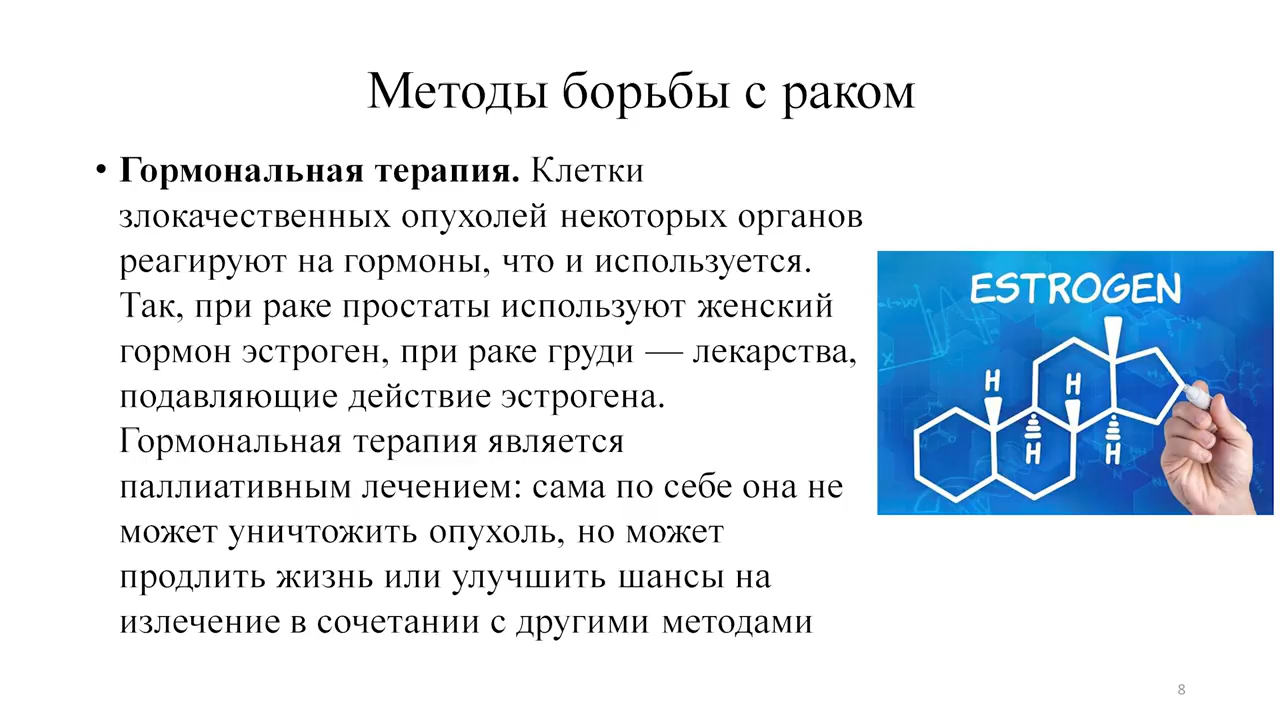 Методы борьбы с раком
• Гормональная терапия. Клетки
злокачественных опухолей некоторых органов
реагируют на гормоны, что и используется.
Так, при раке простаты используют женский
гормон эстроген, при раке груди — лекарства,
подавляющие действие эстрогена.
Гормональная терапия является
паллиативным лечением: сама по себе она не
может уничтожить опухоль, но может
продлить жизнь или улучшить шансы на
излечение в сочетании с другими методами
ESTROGEN
H H
H H
8